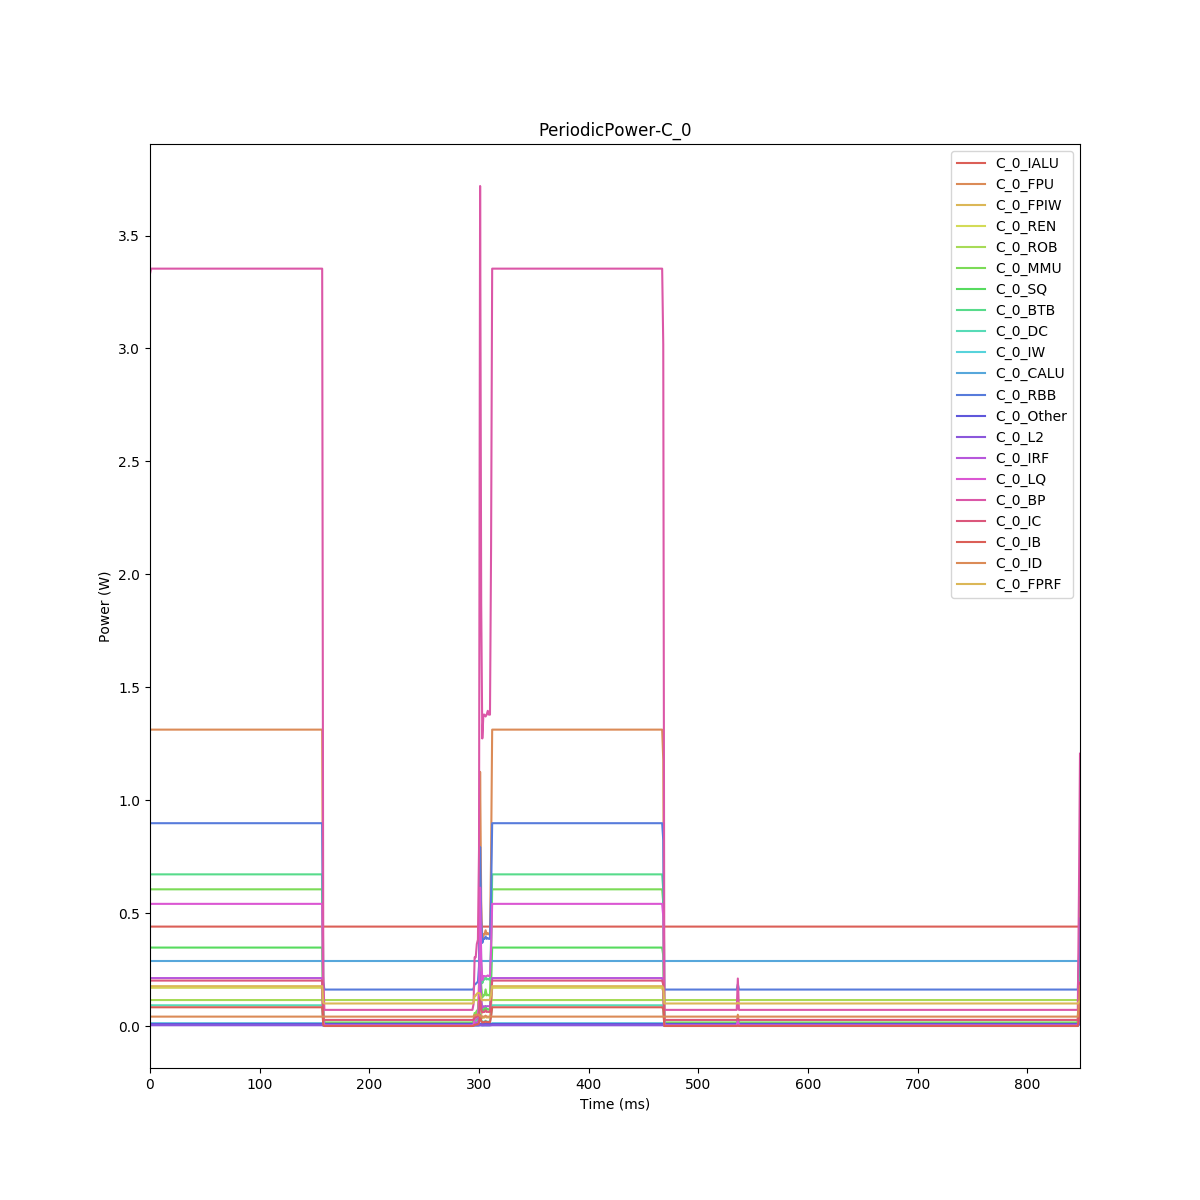 PeriodicPower-C_0
C_0_IALU
C_0_FPU
C_0_FPIW
C_0_REN
C_0_ROB
C_0_MMU
C_0_SQ
C_0_BTB
C_0_DC
C_0_IW
C_0_CALU
C_0_RBB
C_0_Other
C_0_L2
C_0_IRF
C_0_LQ
C_0_BP
C_0_IC
C_0_IB
C_0_ID
C_0_FPRF
3.5
3.0
2.5
2.0
1.5
1.0
0.5
0.0
Power (W)
0 100 200 300 400 500 600 700 800
Time (ms)